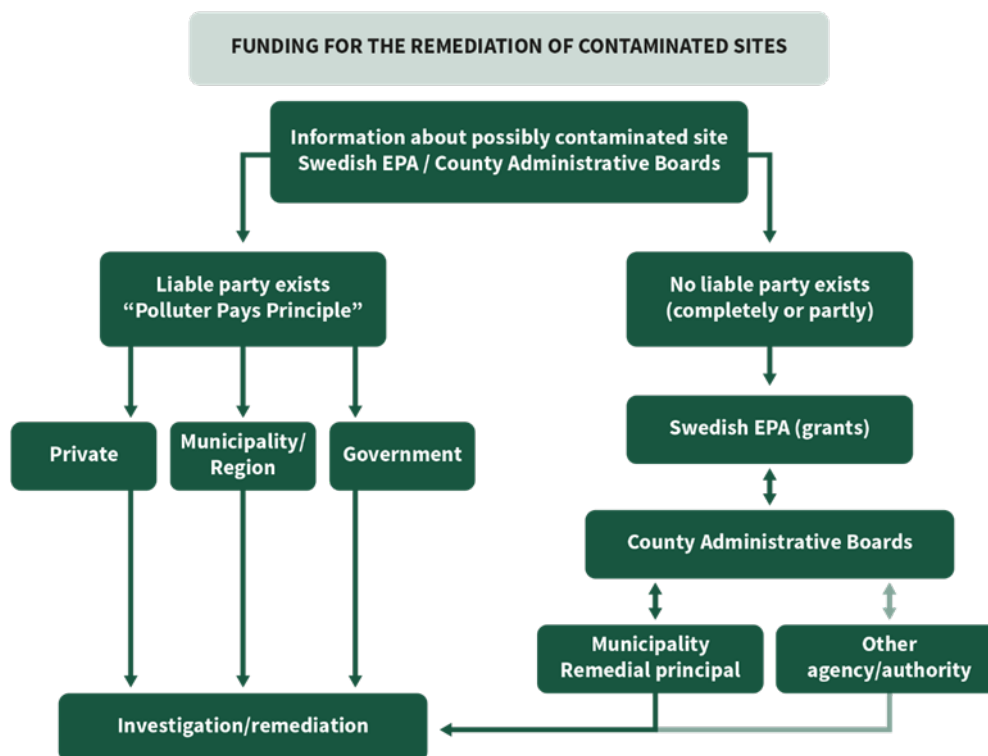 FUNDING FOR THE REMEDIATION OF CONTAMINATED SITES
Information about possibly contaminated site
Swedish EPA / County Administrative Boards
Liable party exists
“Polluter Pays Principle”
No liable party exists
(completely or partly)
Private
Municipality/
Region
Government
Swedish EPA (grants)
County Administrative Boards
Municipality
Remedial principal
Other
agency/authority
Investigation/remediation